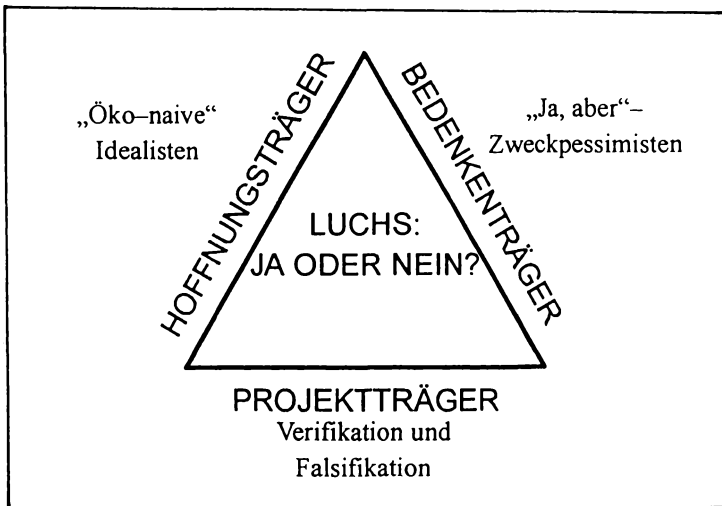 „Öko–naive“
Idealisten
HOFFNUNGSTRÄGER
BEDENKENTRÄGER
„Ja, aber“–
Zweckpessimisten
LUCHS:
JA ODER NEIN?
PROJEKTTRÄGER
Verifikation und
Falsifikation